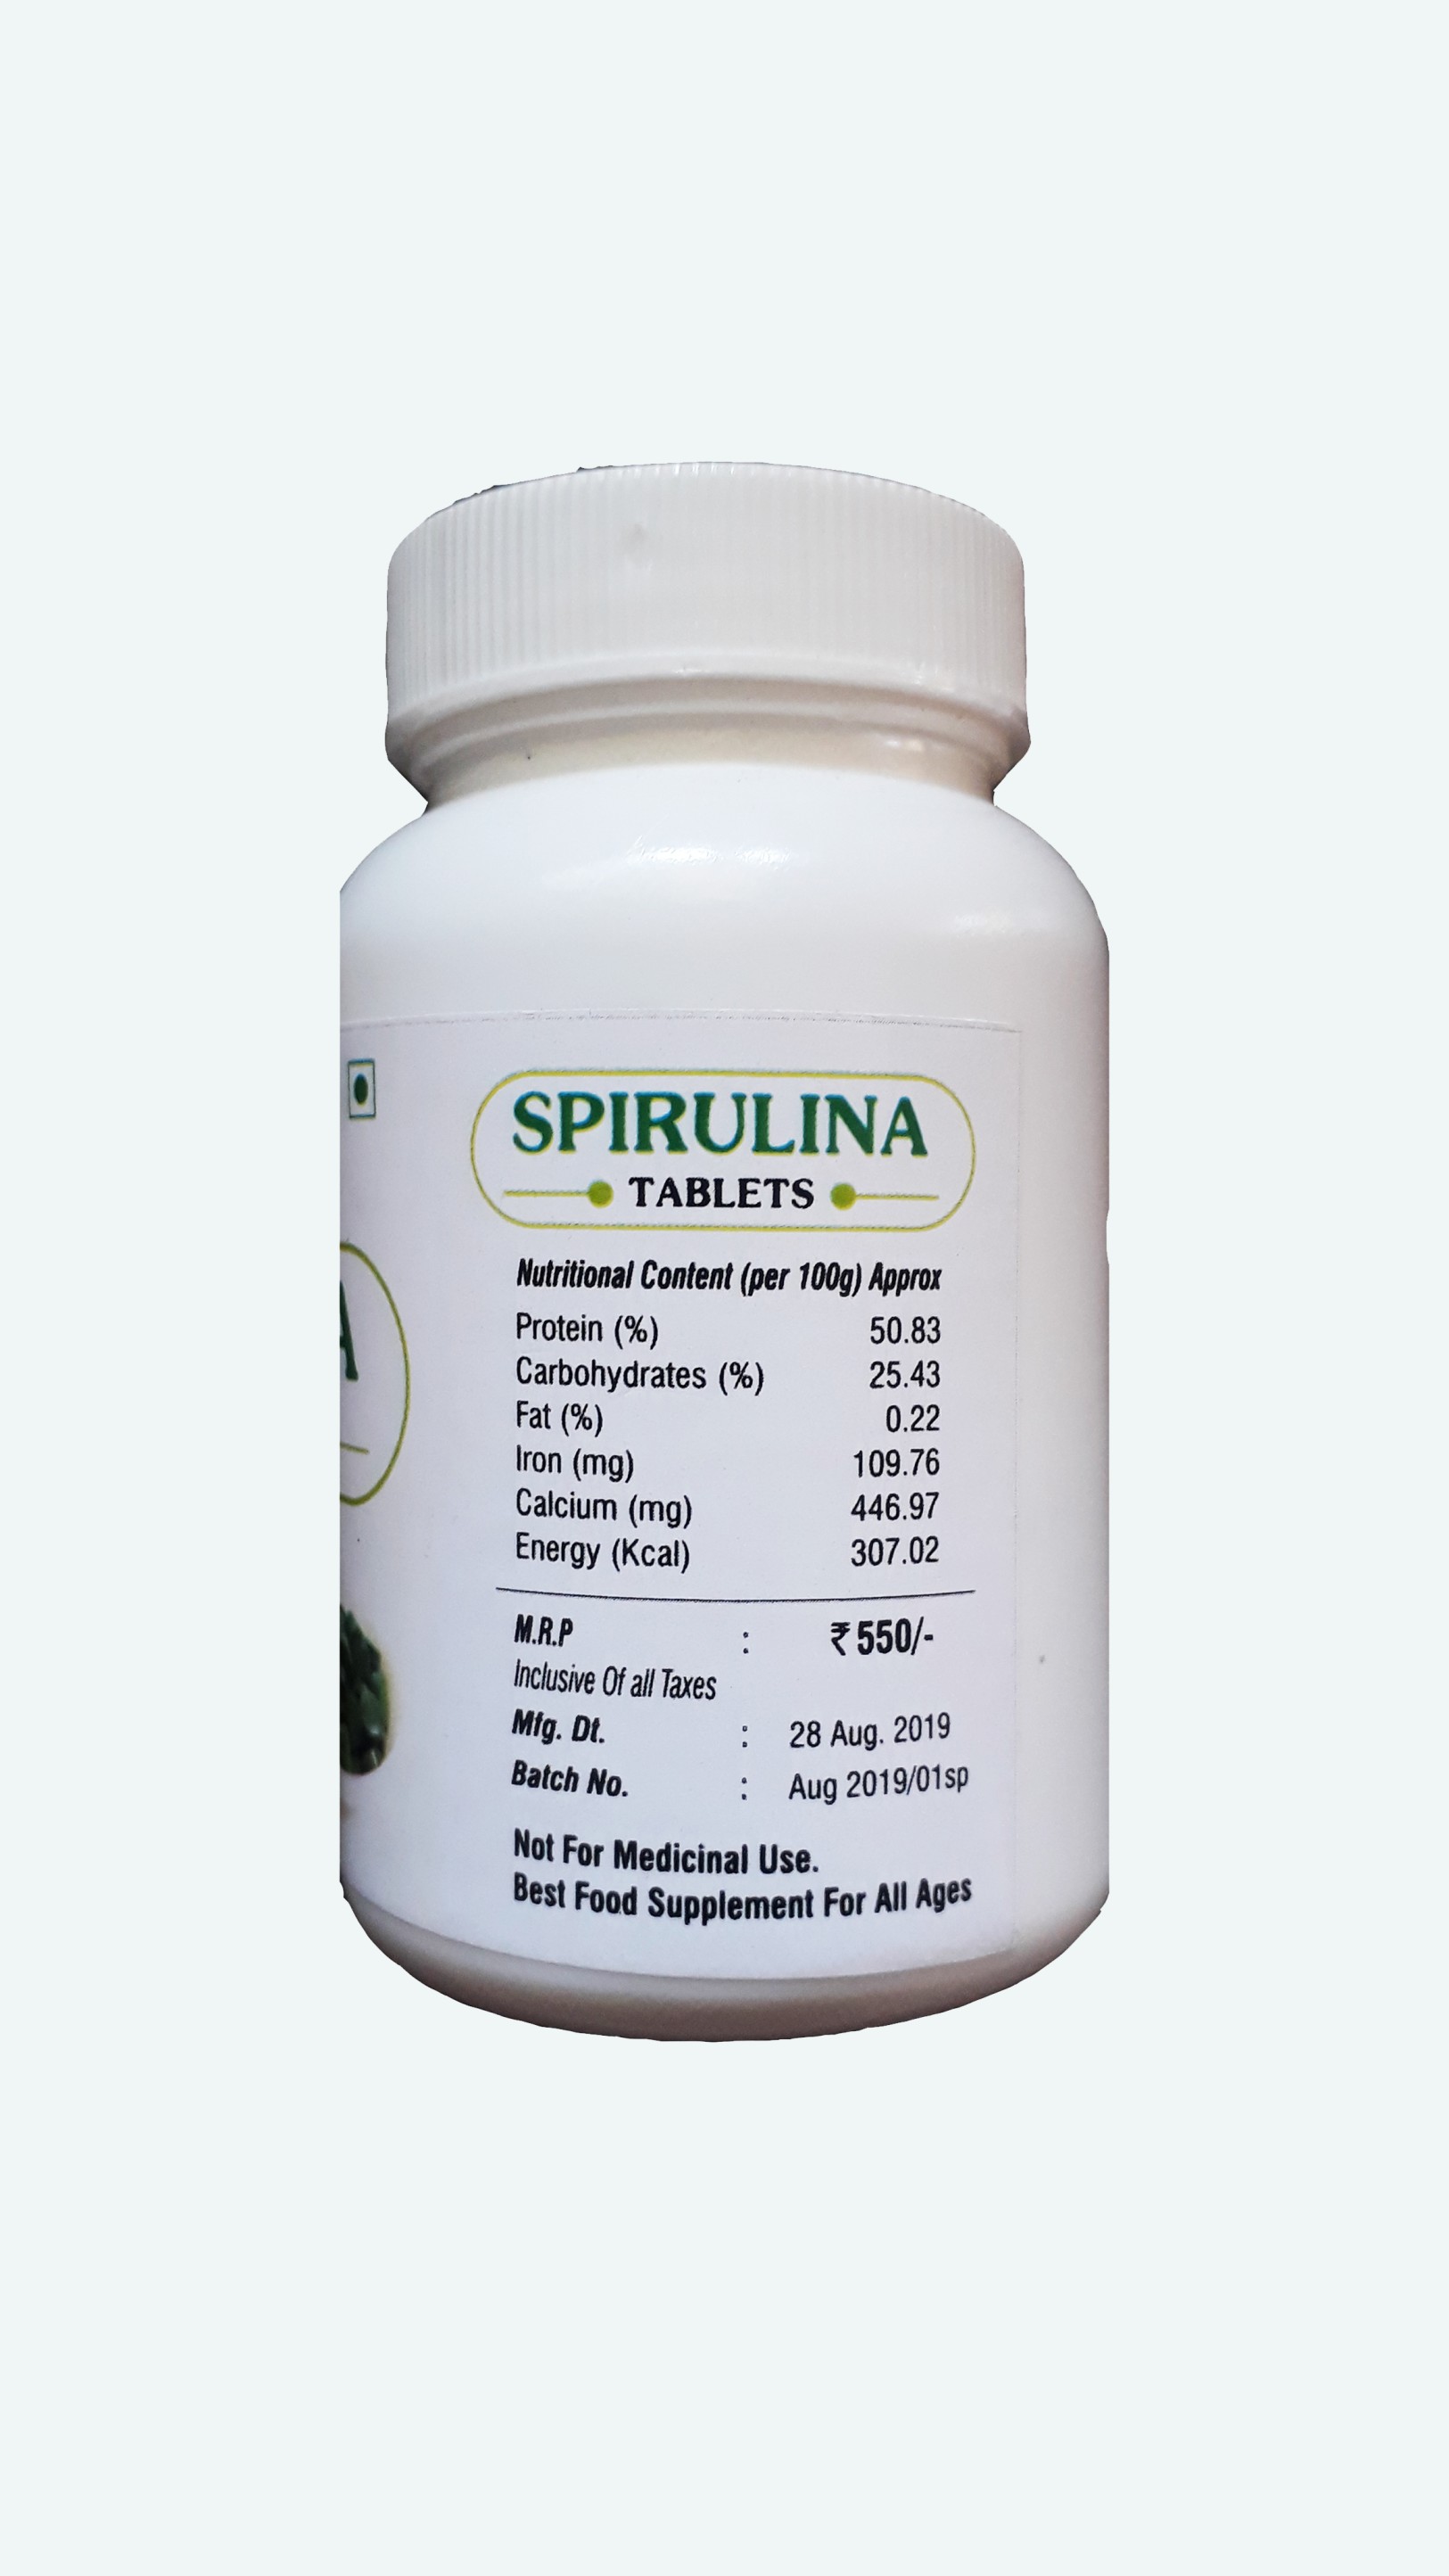 SPIRULINA
TABLETS
Nutritional Content (per 100g) Approx
Protein (%) 50.83
Carbohydrates (%) 25.43
Fat (%) 0.22
Iron (mg) 109.76
Calcium (mg) 446.97
Energy (Kcal) 307.02
M.R.P : ₹550/-
Inclusive Of all Taxes
Mfg. Dt. : 28 Aug. 2019
Batch No. : Aug 2019/01sp
Not For Medicinal Use.
Best Food Supplement For All Ages
A